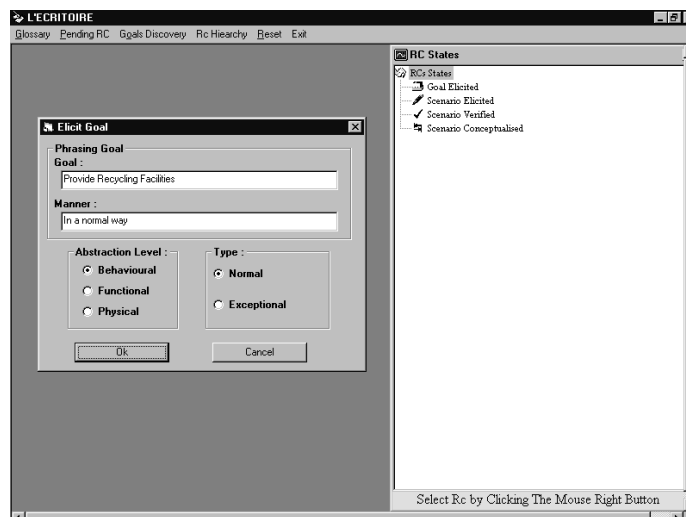 L'ECRITOIRE
Glossary Pending RC Goals Discovery Rc Hiearchy Reset Exit
RC States
RCs States
Goal Elicited
Scenario Elicited
Scenario Verified
Scenario Conceptualised
Elicit Goal
Phrasing Goal
Goal :
Provide Recycling Facilities
Manner :
In a normal way
Abstraction Level : Type :
Behavioural Normal
Functional
Exceptional
Physical
Ok Cancel
Select Rc by Clicking The Mouse Right Button